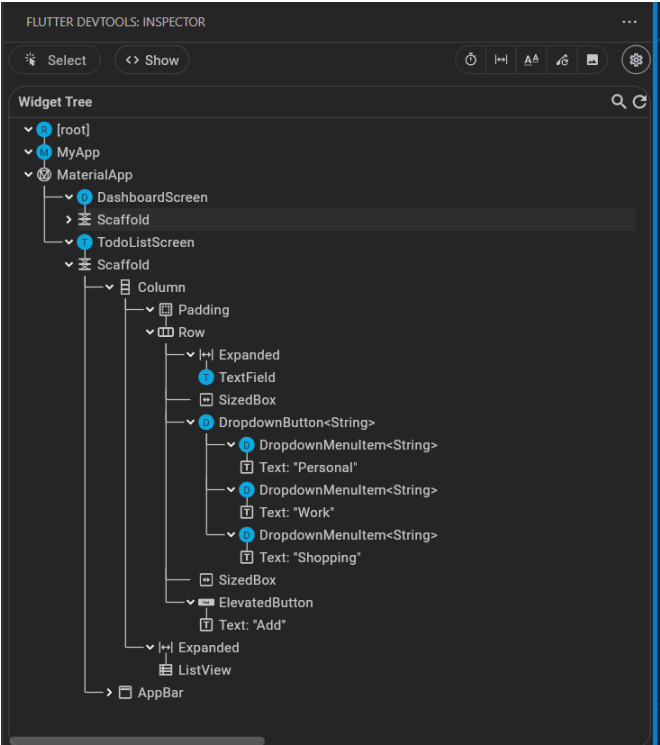 FLUTTER DEVTOOLS: INSPECTOR
Select
<> Show
AA
Widget Tree
R [root]
M MyApp
MaterialApp
D DashboardScreen
Scaffold
T TodoListScreen
Scaffold
Column
Padding
Row
Expanded
T TextField
SizedBox
D DropdownButton<String>
D DropdownMenuItem<String>
T Text: "Personal"
D DropdownMenuItem<String>
T Text: "Work"
D DropdownMenuItem<String>
T Text: "Shopping"
SizedBox
ElevatedButton
T Text: "Add"
Expanded
ListView
AppBar